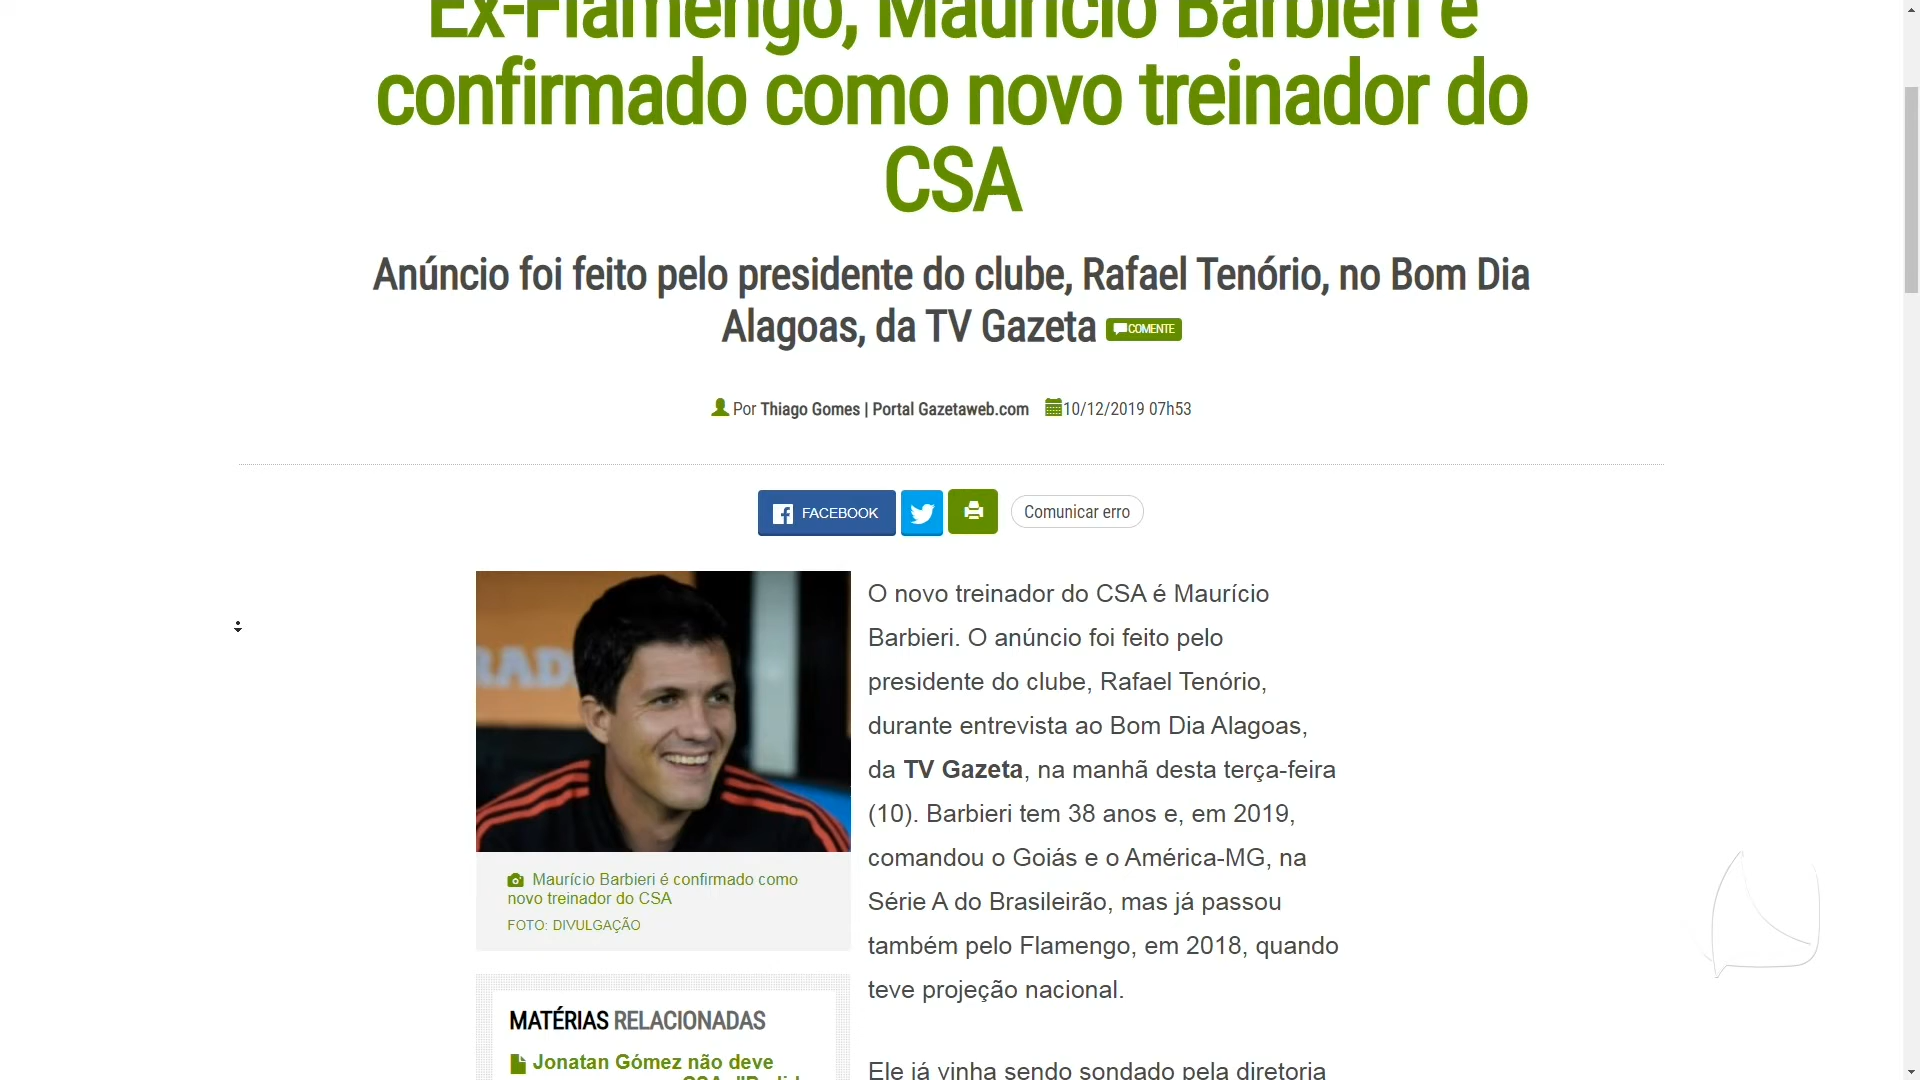 Ex-Flamengo, Maurício Barbieri é
confirmado como novo treinador do
CSA
Anúncio foi feito pelo presidente do clube, Rafael Tenório, no Bom Dia
Alagoas, da TV Gazeta COMENTE
Por Thiago Gomes | Portal Gazetaweb.com 10/12/2019 07h53
FACEBOOK Comunicar erro
O novo treinador do CSA é Maurício
Barbieri. O anúncio foi feito pelo
presidente do clube, Rafael Tenório,
durante entrevista ao Bom Dia Alagoas,
da TV Gazeta, na manhã desta terça-feira
(10). Barbieri tem 38 anos e, em 2019,
comandou o Goiás e o América-MG, na
Série A do Brasileirão, mas já passou
também pelo Flamengo, em 2018, quando
teve projeção nacional.
Ele já vinha sendo sondado pela diretoria
RAD
Maurício Barbieri é confirmado como
novo treinador do CSA
FOTO: DIVULGAÇÃO
MATÉRIAS RELACIONADAS
Jonatan Gómez não deve